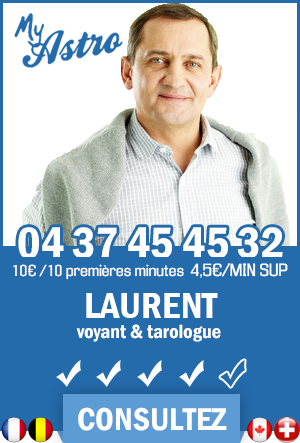 My
Astro
04 37 45 45 32
10€ /10 premières minutes 4,5€/MIN SUP
LAURENT
voyant & tarologue
CONSULTEZ